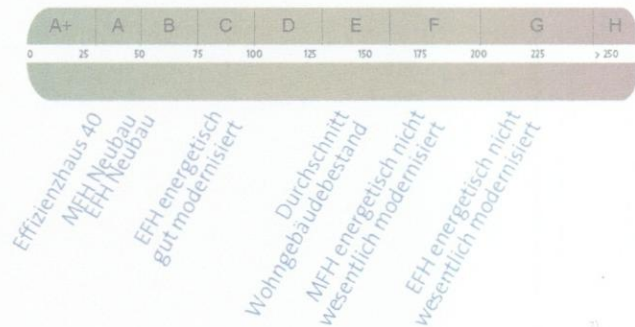 A+ A B C D E F G H
0 25 50 75 100 125 150 175 200 225 > 250
Effizienzhaus 40
MFH Neubau
EFH Neubau
EFH energetisch
gut modernisiert
Durchschnitt
Wohngebäudebestand
MFH energetisch nicht
wesentlich modernisiert
EFH energetisch nicht
wesentlich modernisiert